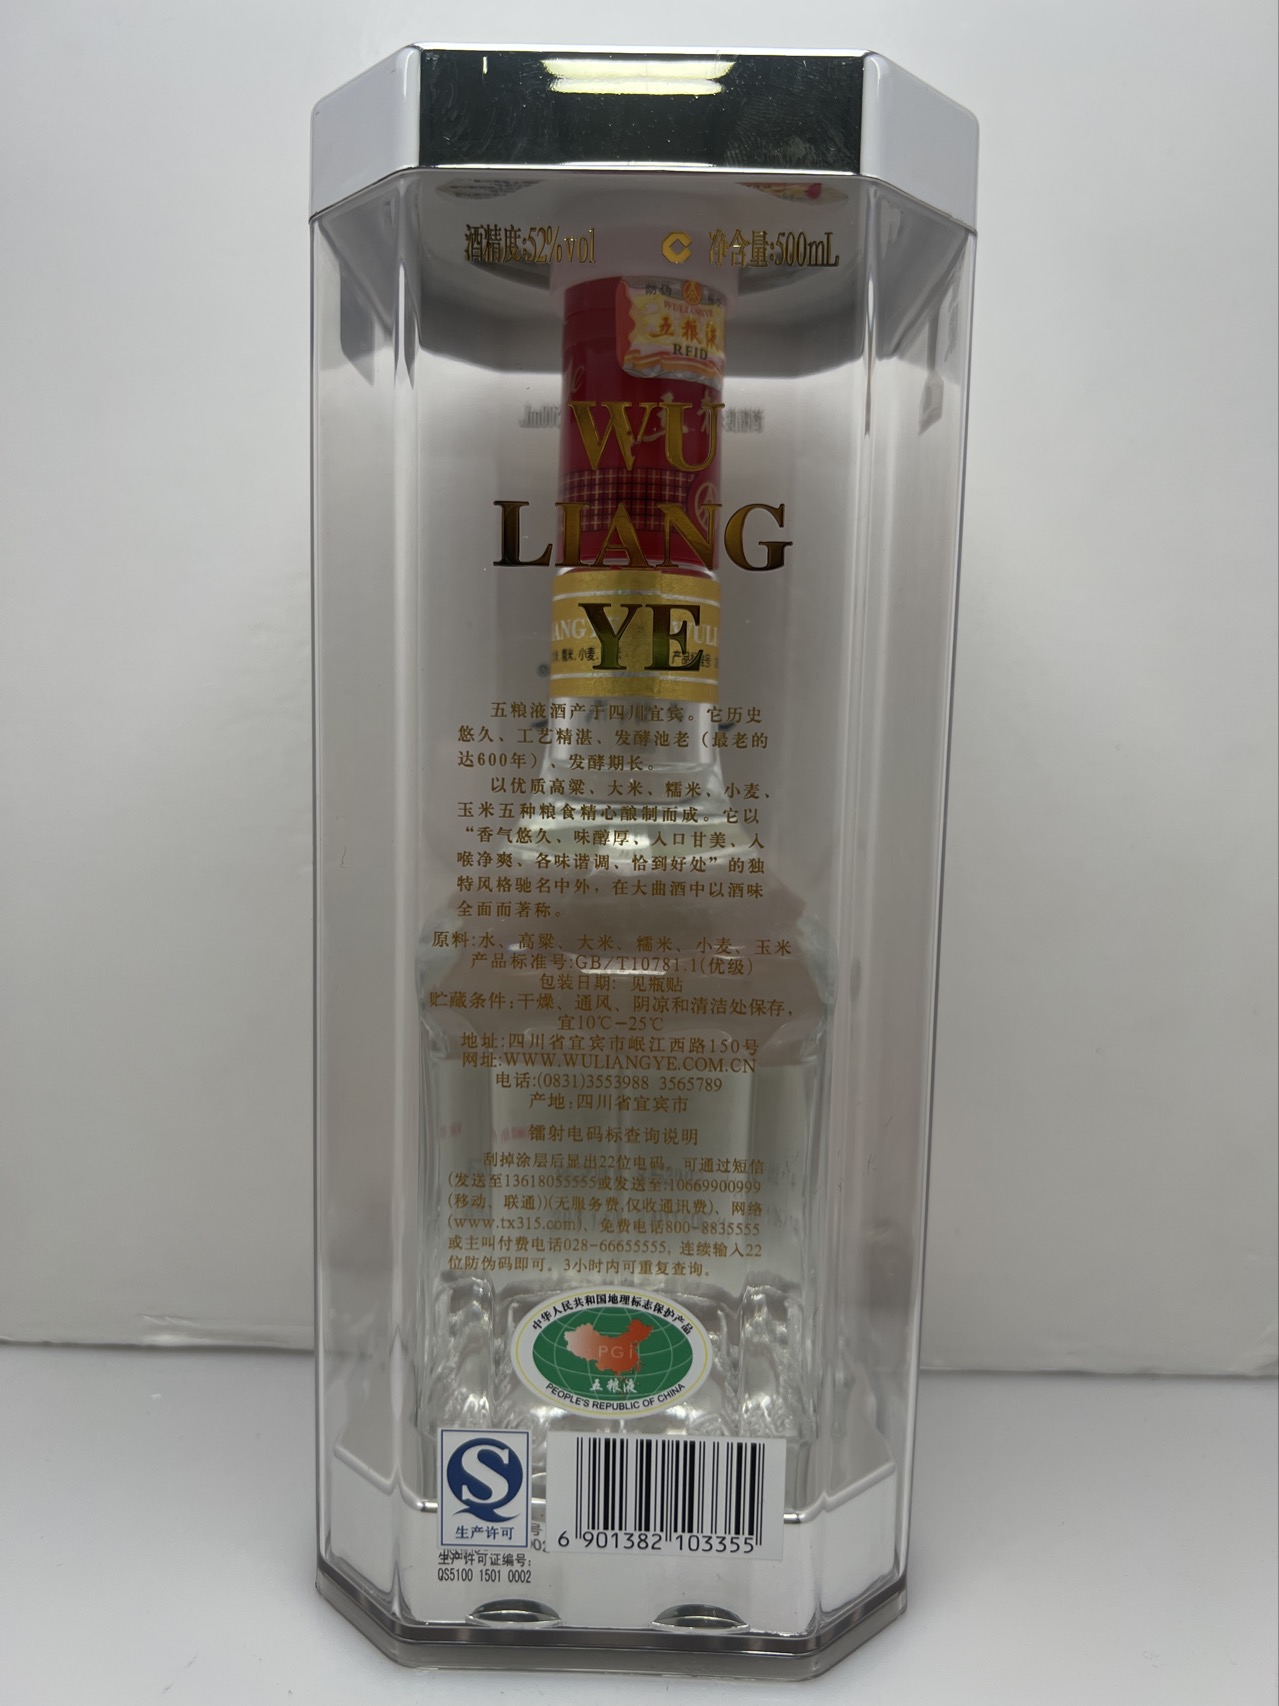 酒精度:52%vol 净含量:500mL
防伪
WULIANGYE
五粮液
RFID
WU
LIANG
YE
五粮液酒产于四川宜宾。它历史
悠久、工艺精湛、发酵池老（最老的
达600年）、发酵期长。
以优质高粱、大米、糯米、小麦、
玉米五种粮食精心酿制而成。它以
“香气悠久、味醇厚、入口甘美、入
喉净爽、各味谐调、恰到好处”的独
特风格驰名中外，在大曲酒中以酒味
全面而著称。
原料:水、高粱、大米、糯米、小麦、玉米
产品标准号:GB/T10781.1(优级)
包装日期: 见瓶贴
贮藏条件:干燥、通风、阴凉和清洁处保存,
宜10℃-25℃
地址:四川省宜宾市岷江西路150号
网址:WWW.WULIANGYE.COM.CN
电话:(0831)3553988 3565789
产地:四川省宜宾市
镭射电码标查询说明
刮掉涂层后显出22位电码, 可通过短信
(发送至13618055555或发送至:10669900999
(移动、联通))(无服务费,仅收通讯费)、网络
(www.tx315.com)、免费电话800-8835555
或主叫付费电话028-66655555, 连续输入22
位防伪码即可。3小时内可重复查询。
中华人民共和国地理标志保护产品
PGI
五粮液
PEOPLE'S REPUBLIC OF CHINA
生产许可
生产许可证编号:
QS5100 1501 0002
6 901382 103355